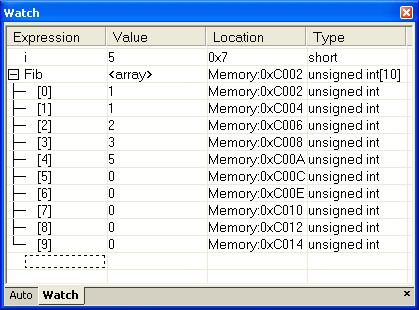 Watch
Expression Value Location Type
i 5 0x7 short
Fib <array> Memory:0xC002 unsigned int[10]
[0] 1 Memory:0xC002 unsigned int
[1] 1 Memory:0xC004 unsigned int
[2] 2 Memory:0xC006 unsigned int
[3] 3 Memory:0xC008 unsigned int
[4] 5 Memory:0xC00A unsigned int
[5] 0 Memory:0xC00C unsigned int
[6] 0 Memory:0xC00E unsigned int
[7] 0 Memory:0xC010 unsigned int
[8] 0 Memory:0xC012 unsigned int
[9] 0 Memory:0xC014 unsigned int
Auto Watch